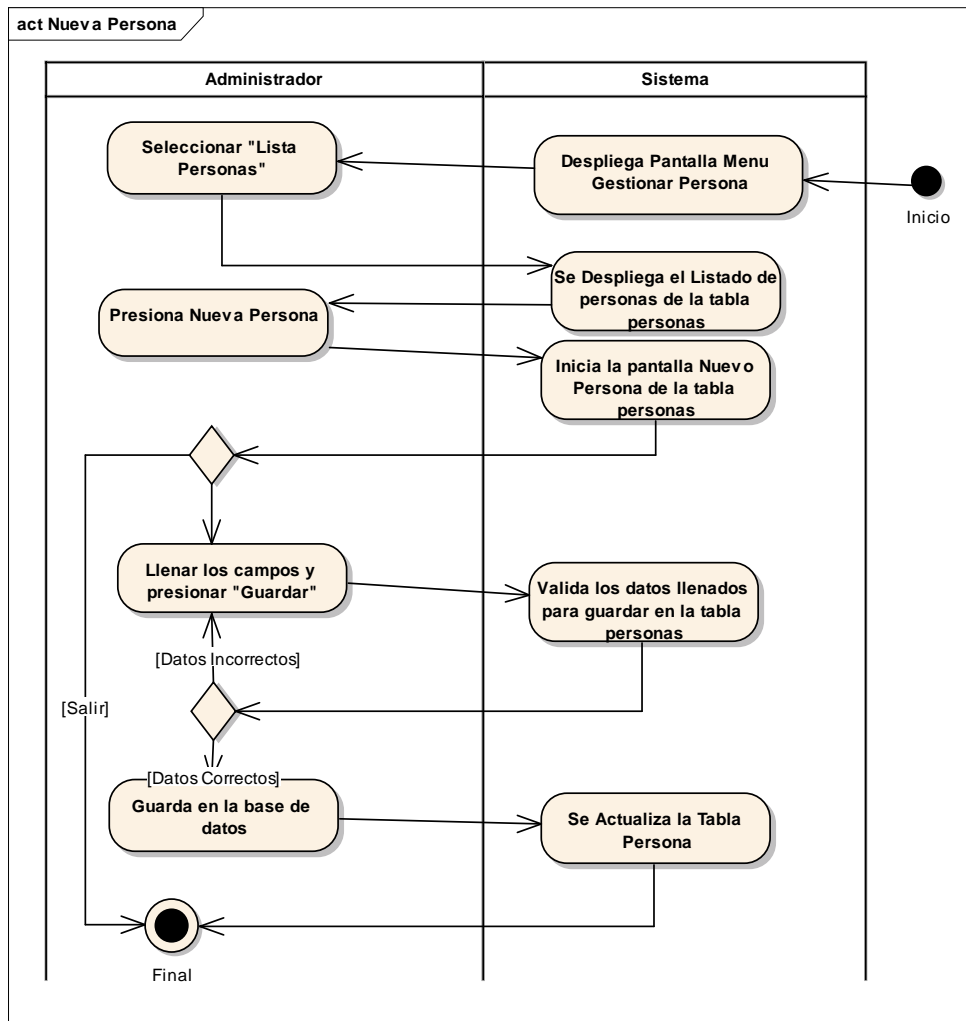 act Nueva Persona
Administrador
Sistema
Seleccionar "Lista
Personas"
Despliega Pantalla Menu
Gestionar Persona
Inicio
Se Despliega el Listado de
personas de la tabla
personas
Presiona Nueva Persona
Inicia la pantalla Nuevo
Persona de la tabla
personas
Llenar los campos y
presionar "Guardar"
Valida los datos llenados
para guardar en la tabla
personas
[Datos Incorrectos]
[Salir]
[Datos Correctos]
Guarda en la base de
datos
Se Actualiza la Tabla
Persona
Final